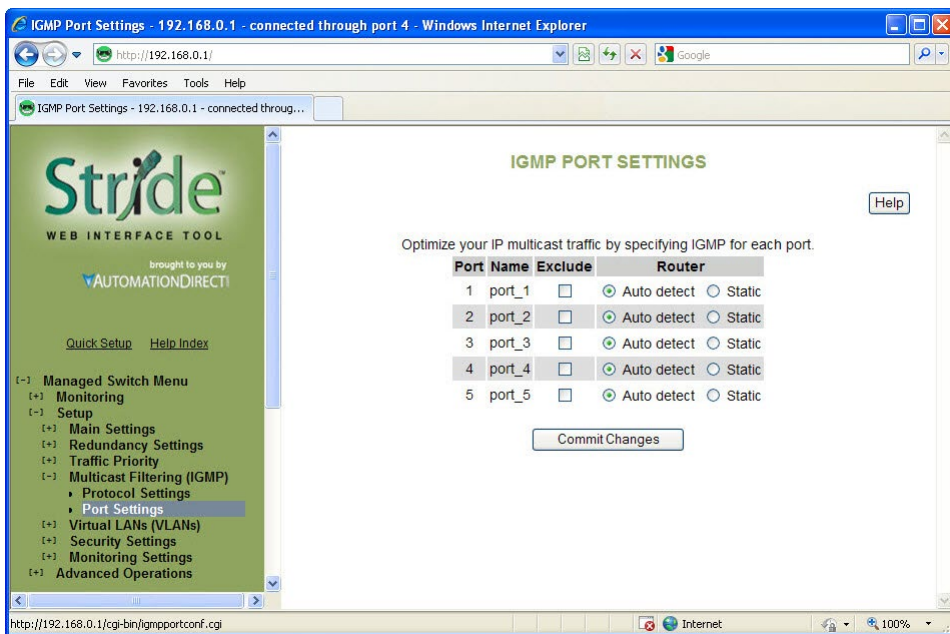 IGMP Port Settings - 192.168.0.1 - connected through port 4 - Windows Internet Explorer
http://192.168.0.1/
Google
File Edit View Favorites Tools Help
IGMP Port Settings - 192.168.0.1 - connected throug...
Stride™
WEB INTERFACE TOOL
brought to you by
AUTOMATIONDIRECT
Quick Setup Help Index
[-] Managed Switch Menu
[+] Monitoring
[-] Setup
[+] Main Settings
[+] Redundancy Settings
[+] Traffic Priority
[-] Multicast Filtering (IGMP)
Protocol Settings
Port Settings
[+] Virtual LANs (VLANs)
[+] Security Settings
[+] Monitoring Settings
[+] Advanced Operations
IGMP PORT SETTINGS
Help
Optimize your IP multicast traffic by specifying IGMP for each port.
Port Name Exclude Router
1 port_1 Auto detect Static
2 port_2 Auto detect Static
3 port_3 Auto detect Static
4 port_4 Auto detect Static
5 port_5 Auto detect Static
Commit Changes
http://192.168.0.1/cgi-bin/igmpportconf.cgi
Internet
100%